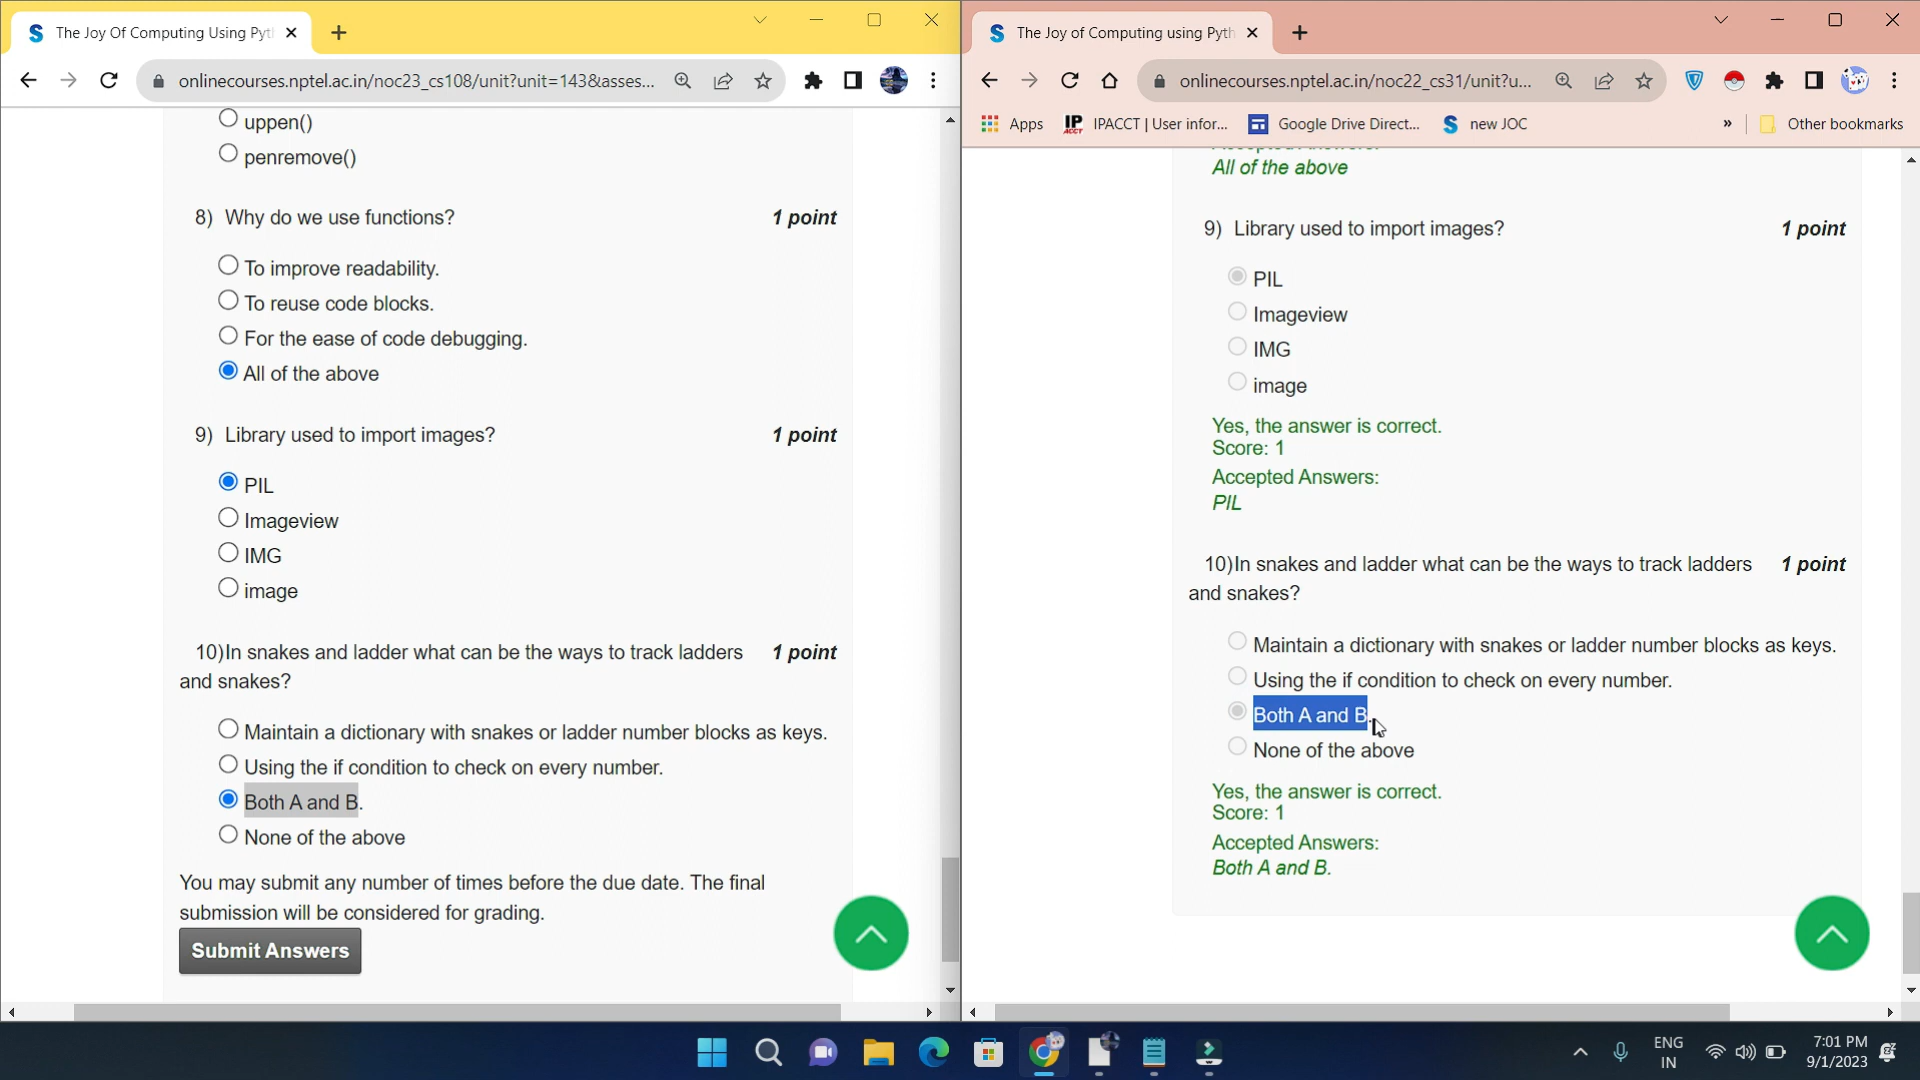 The Joy Of Computing Using Pyt
onlinecourses.nptel.ac.in/noc23_cs108/unit?unit=143&asses...
uppen()
penremove()
8) Why do we use functions? 1 point
To improve readability.
To reuse code blocks.
For the ease of code debugging.
All of the above
9) Library used to import images? 1 point
PIL
Imageview
IMG
image
10)In snakes and ladder what can be the ways to track ladders 1 point
and snakes?
Maintain a dictionary with snakes or ladder number blocks as keys.
Using the if condition to check on every number.
Both A and B.
None of the above
You may submit any number of times before the due date. The final
submission will be considered for grading.
Submit Answers
The Joy of Computing using Pyth
onlinecourses.nptel.ac.in/noc22_cs31/unit?u...
Apps IP ACCT IPACCT | User infor... Google Drive Direct... new JOC » Other bookmarks
Accepted Answers:
All of the above
9) Library used to import images? 1 point
PIL
Imageview
IMG
image
Yes, the answer is correct.
Score: 1
Accepted Answers:
PIL
10)In snakes and ladder what can be the ways to track ladders 1 point
and snakes?
Maintain a dictionary with snakes or ladder number blocks as keys.
Using the if condition to check on every number.
Both A and B.
None of the above
Yes, the answer is correct.
Score: 1
Accepted Answers:
Both A and B.
ENG
IN
7:01 PM
9/1/2023